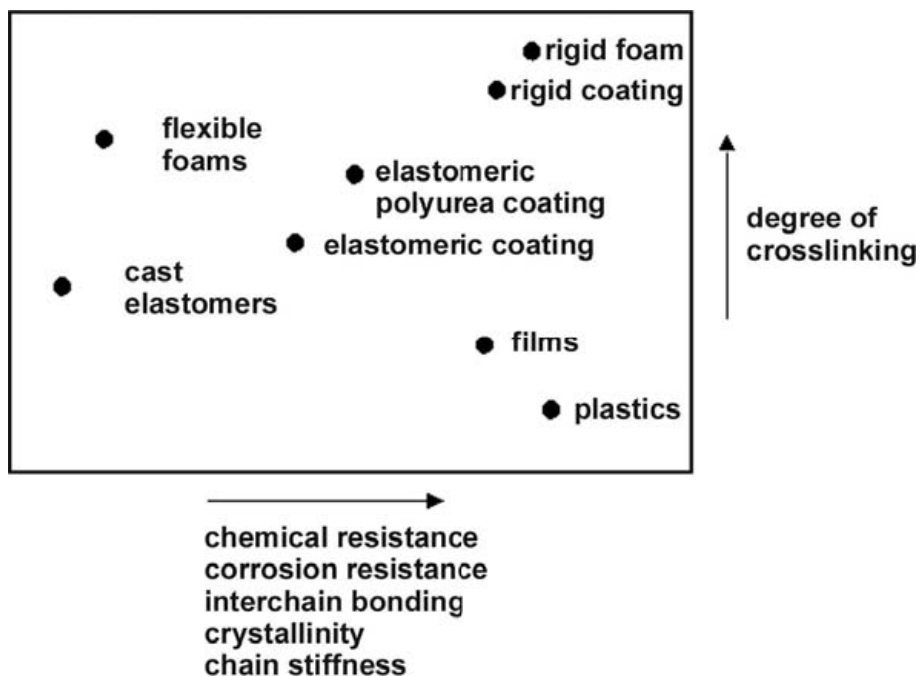 rigid foam
rigid coating
flexible
foams
elastomeric
polyurea coating
degree of
crosslinking
elastomeric coating
cast
elastomers
films
plastics
chemical resistance
corrosion resistance
interchain bonding
crystallinity
chain stiffness